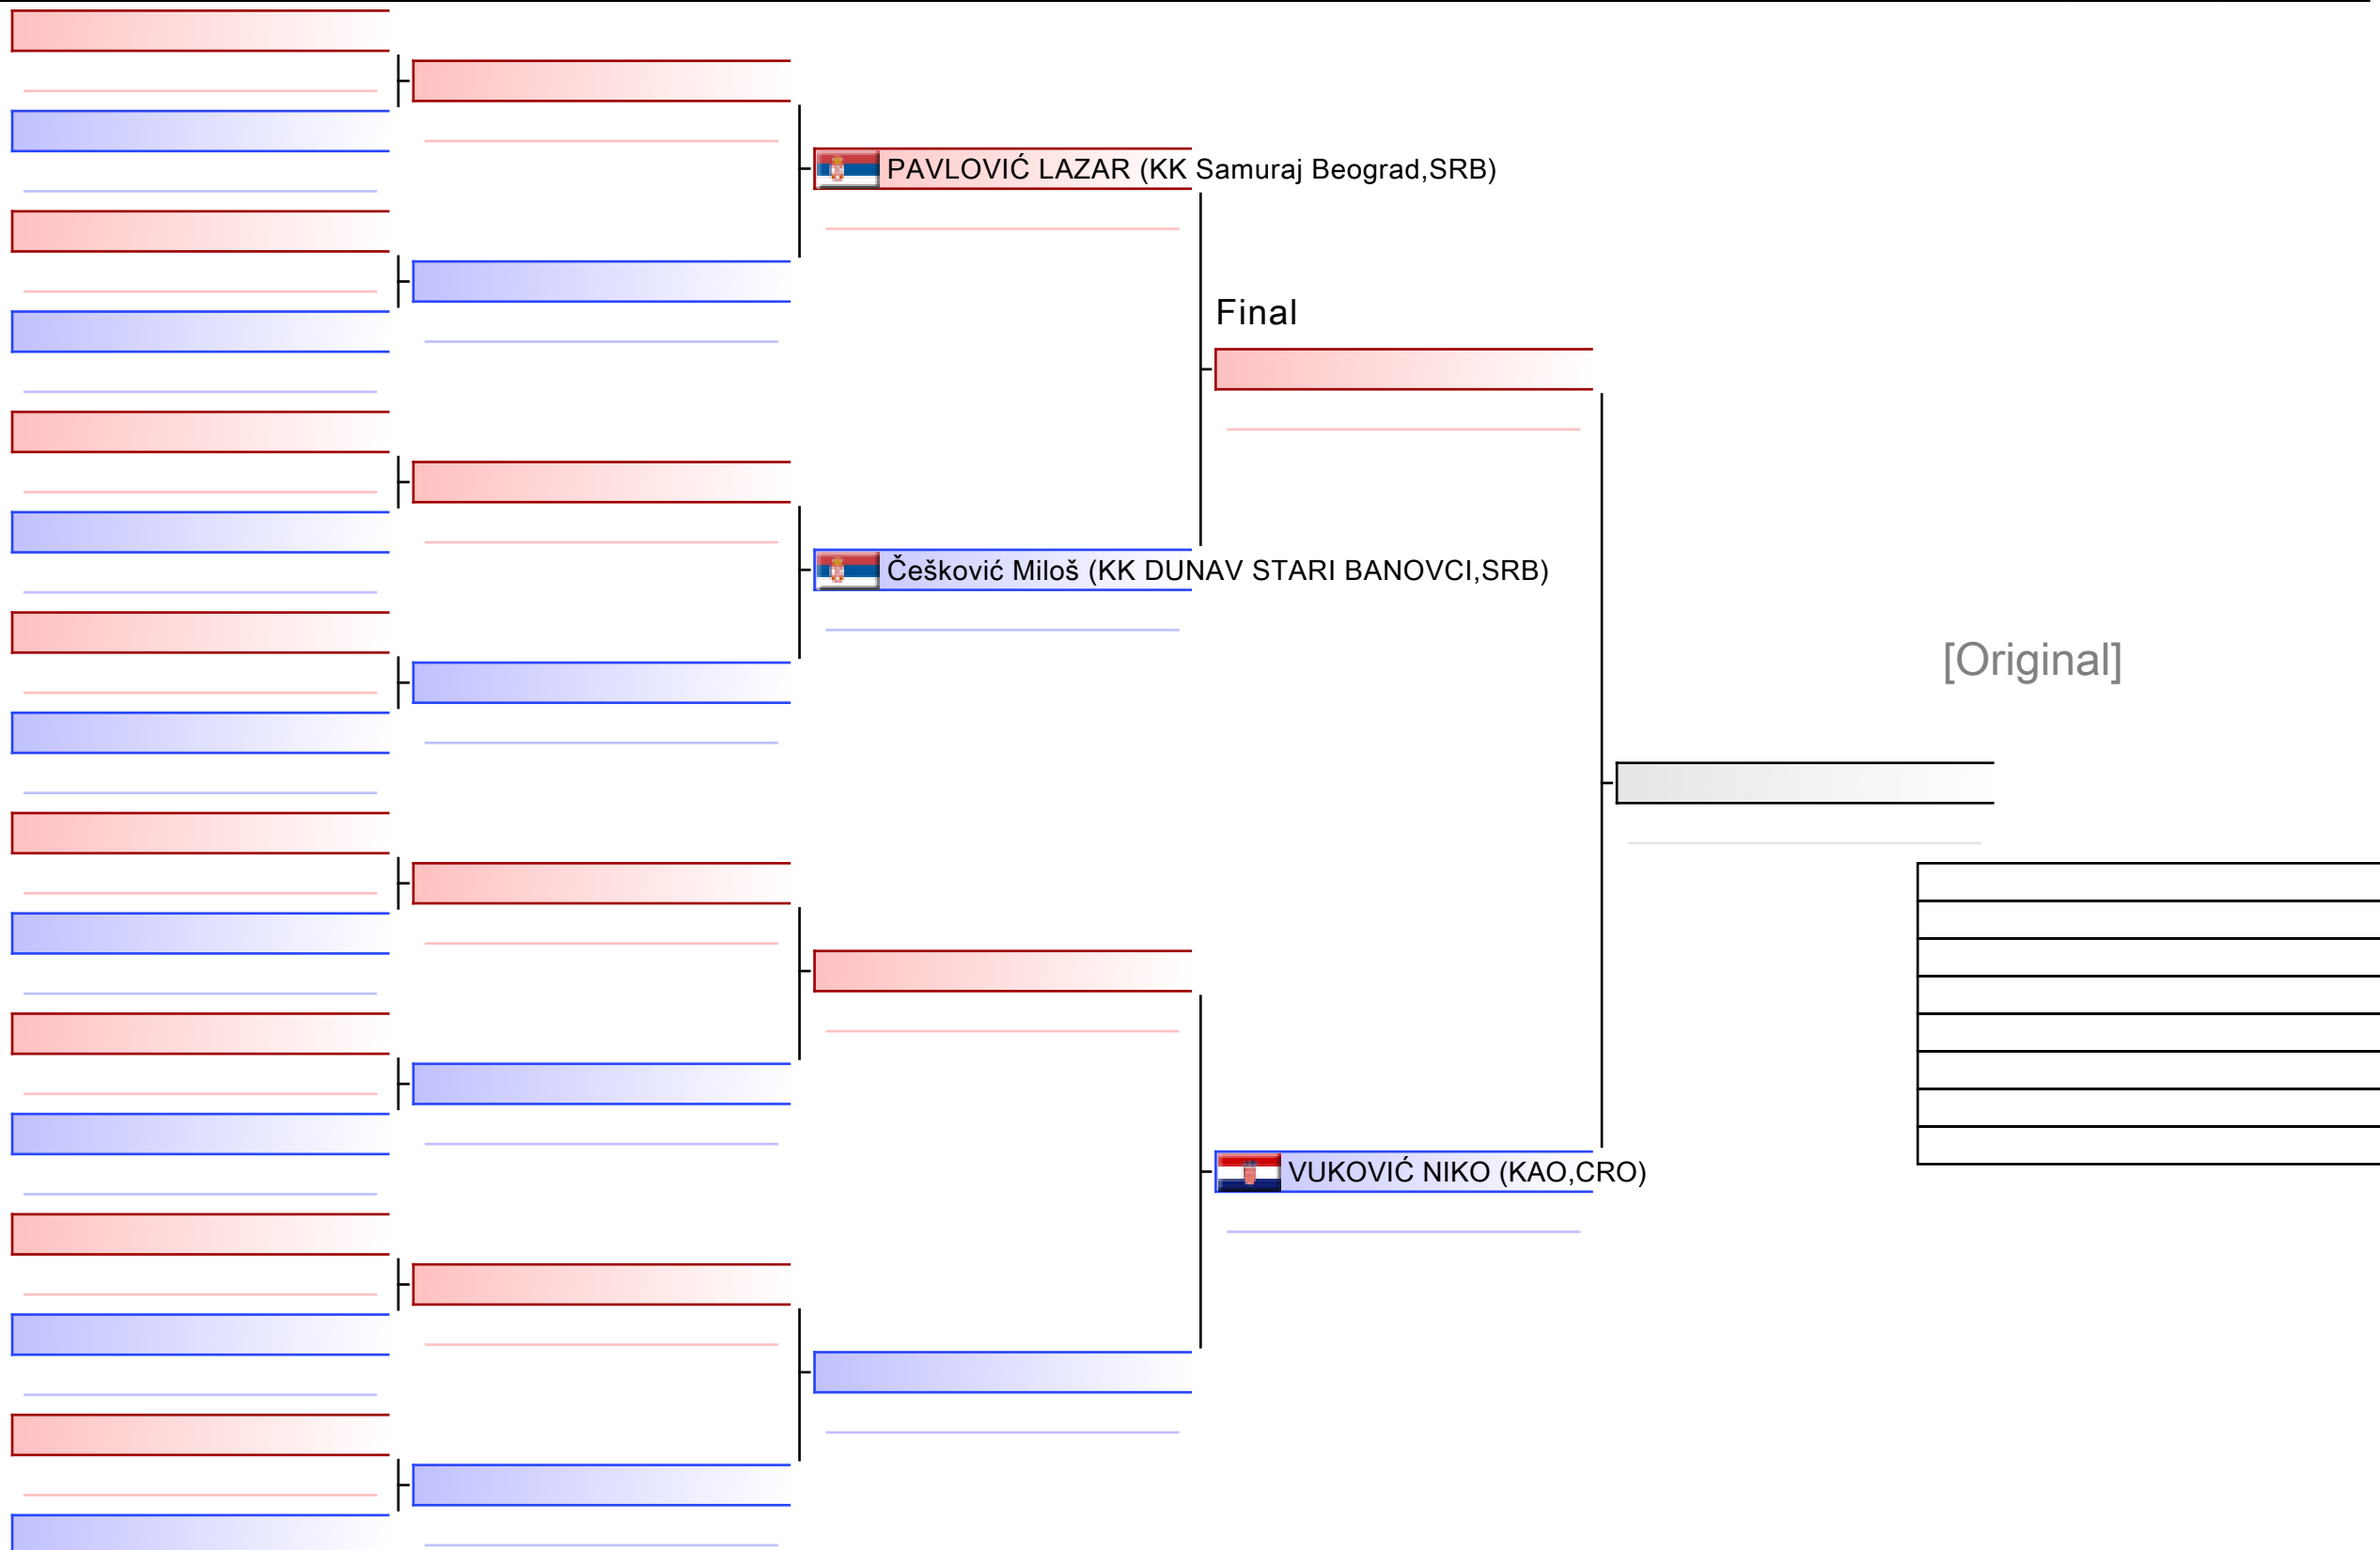 PAVLOVIĆ LAZAR (KK Samuraj Beograd,SRB)
Final
Češković Miloš (KK DUNAV STARI BANOVCI,SRB)
[Original]
VUKOVIĆ NIKO (KAO,CRO)